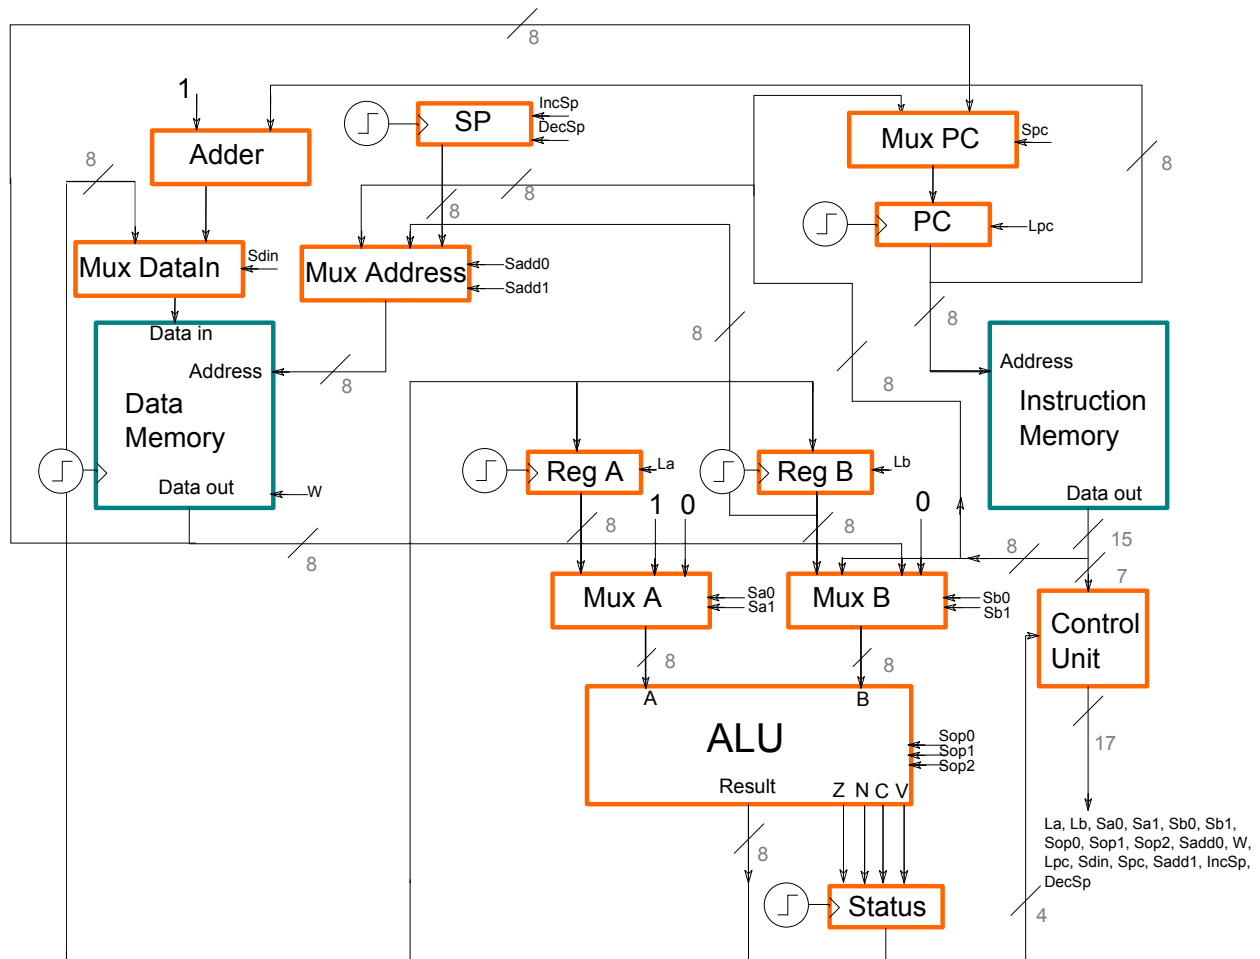 8
1
IncSp
SP
DecSp
Mux PC
Spc
Adder
8
8
8
8
PC
Lpc
Mux DataIn
Sdin
Mux Address
Sadd0
Sadd1
8
8
Data in
Address
8
8
Address
Data
Memory
Instruction
Memory
Reg A
La
Reg B
Lb
Data out
W
Data out
1
0
0
8
8
8
8
15
7
Mux A
Sa0
Sa1
Mux B
Sb0
Sb1
Control
Unit
8
8
A
B
ALU
Sop0
Sop1
Sop2
17
Result
Z
N
C
V
La, Lb, Sa0, Sa1, Sb0, Sb1,
Sop0, Sop1, Sop2, Sadd0, W,
Lpc, Sdin, Spc, Sadd1, IncSp,
DecSp
8
Status
4